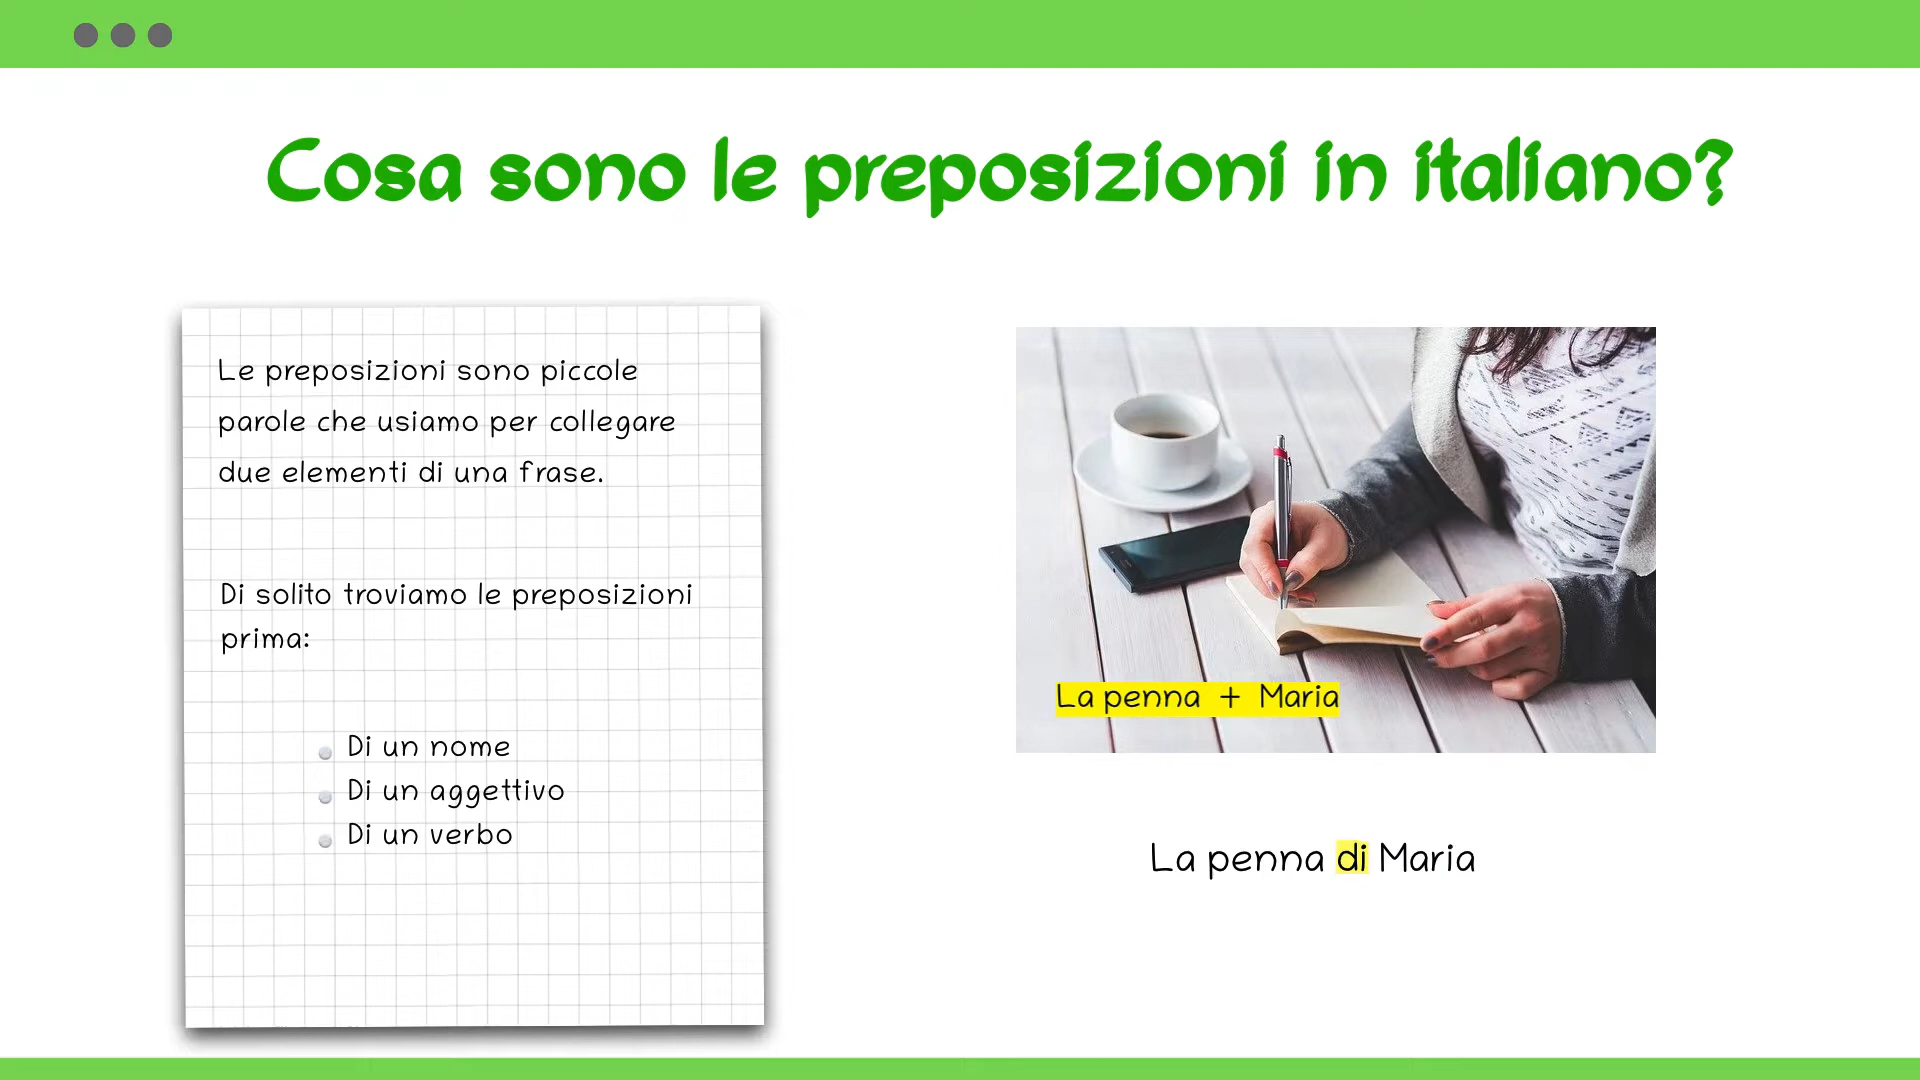 Cosa sono le preposizioni in italiano?
Le preposizioni sono piccole
parole che usiamo per collegare
due elementi di una frase.
Di solito troviamo le preposizioni
prima:
Di un nome
Di un aggettivo
Di un verbo
La penna + Maria
La penna di Maria